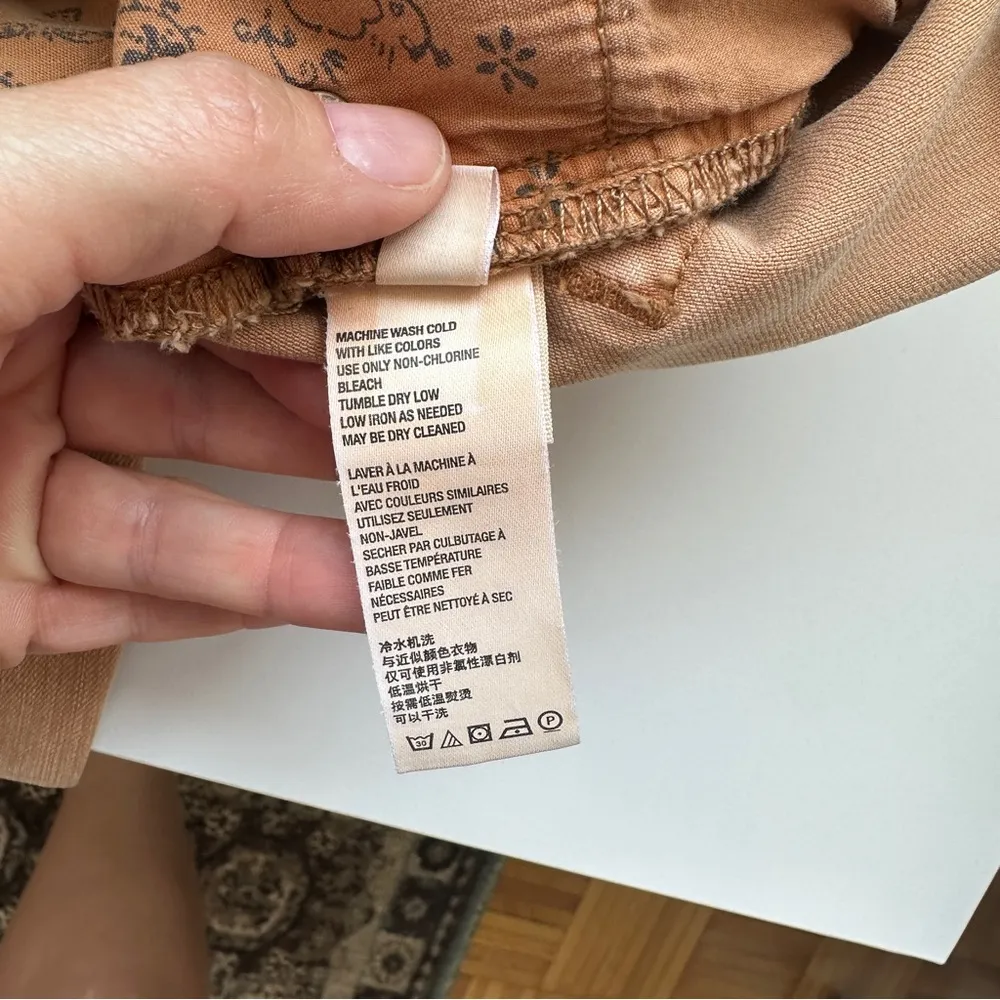 MACHINE WASH COLD
WITH LIKE COLORS
USE ONLY NON-CHLORINE
BLEACH
TUMBLE DRY LOW
LOW IRON AS NEEDED
MAY BE DRY CLEANED
LAVER À LA MACHINE À
L'EAU FROID
AVEC COULEURS SIMILAIRES
UTILISEZ SEULEMENT
NON-JAVEL
SECHER PAR CULBUTAGE À
BASSE TEMPÉRATURE
FAIBLE COMME FER
NÉCESSAIRES
PEUT ÊTRE NETTOYÉ À SEC
冷水机洗
与近似颜色衣物
仅可使用非氯性漂白剂
低温烘干
按需低温熨烫
可以干洗
30 P